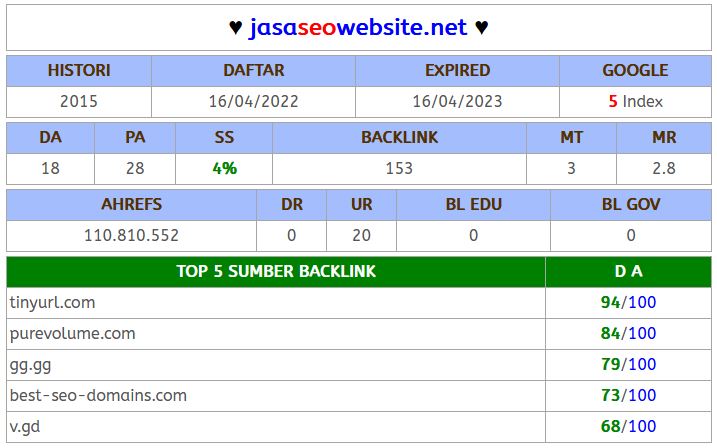 ♥ jasaseowebsite.net ♥
HISTORI DAFTAR EXPIRED GOOGLE
2015 16/04/2022 16/04/2023 5 Index
DA PA SS BACKLINK MT MR
18 28 4% 153 3 2.8
AHREFS DR UR BL EDU BL GOV
110.810.552 0 20 0 0
TOP 5 SUMBER BACKLINK D A
tinyurl.com 94/100
purevolume.com 84/100
gg.gg 79/100
best-seo-domains.com 73/100
v.gd 68/100